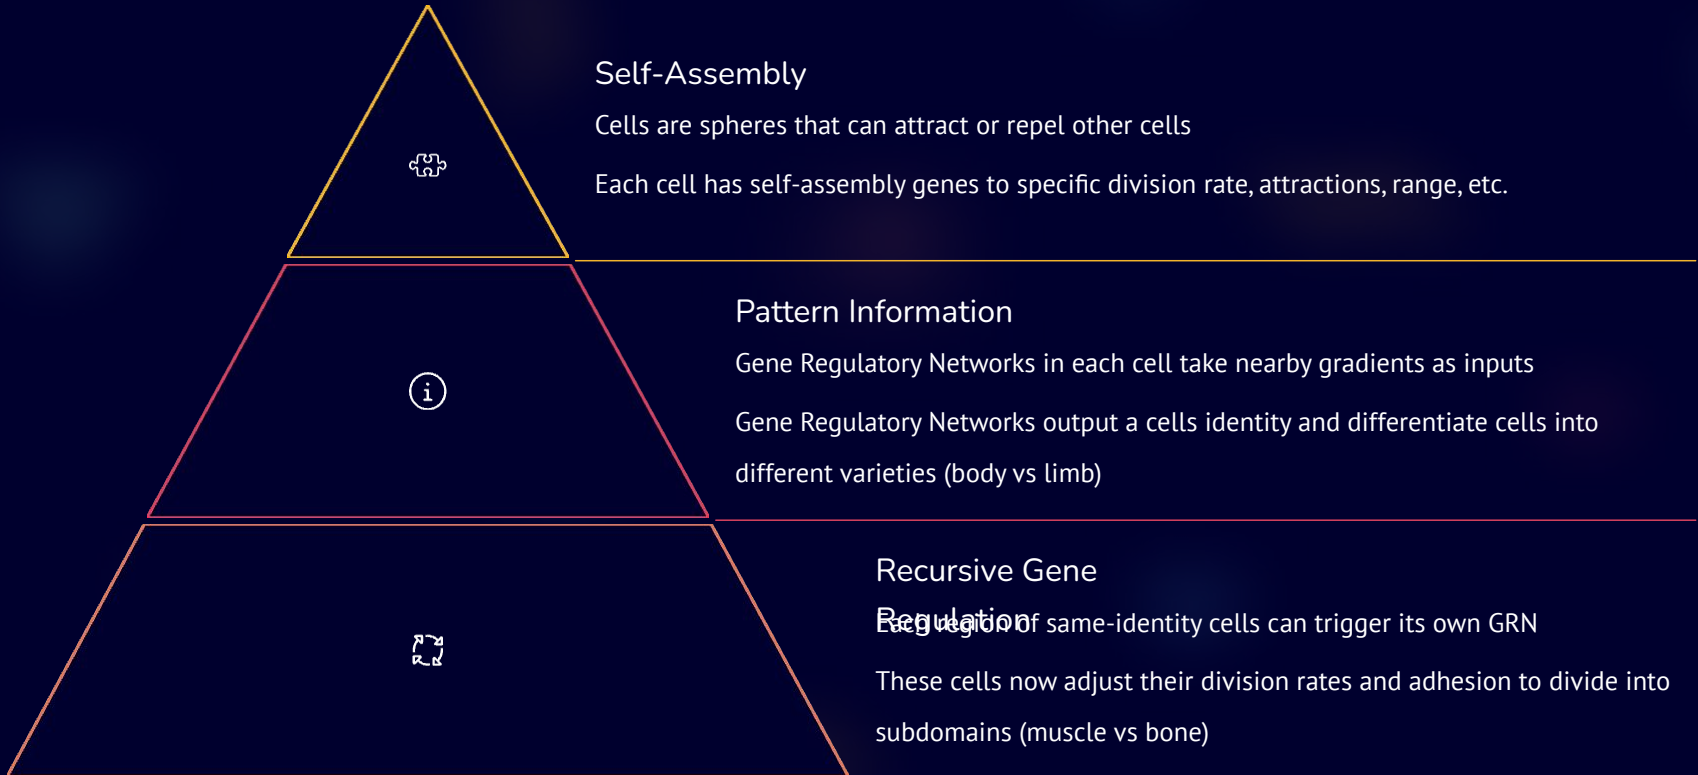 Self-Assembly
Cells are spheres that can attract or repel other cells
Each cell has self-assembly genes to specific division rate, attractions, range, etc.
Pattern Information
Gene Regulatory Networks in each cell take nearby gradients as inputs
Gene Regulatory Networks output a cells identity and differentiate cells into
different varieties (body vs limb)
Recursive Gene
Regulation
Each region of same-identity cells can trigger its own GRN
These cells now adjust their division rates and adhesion to divide into
subdomains (muscle vs bone)